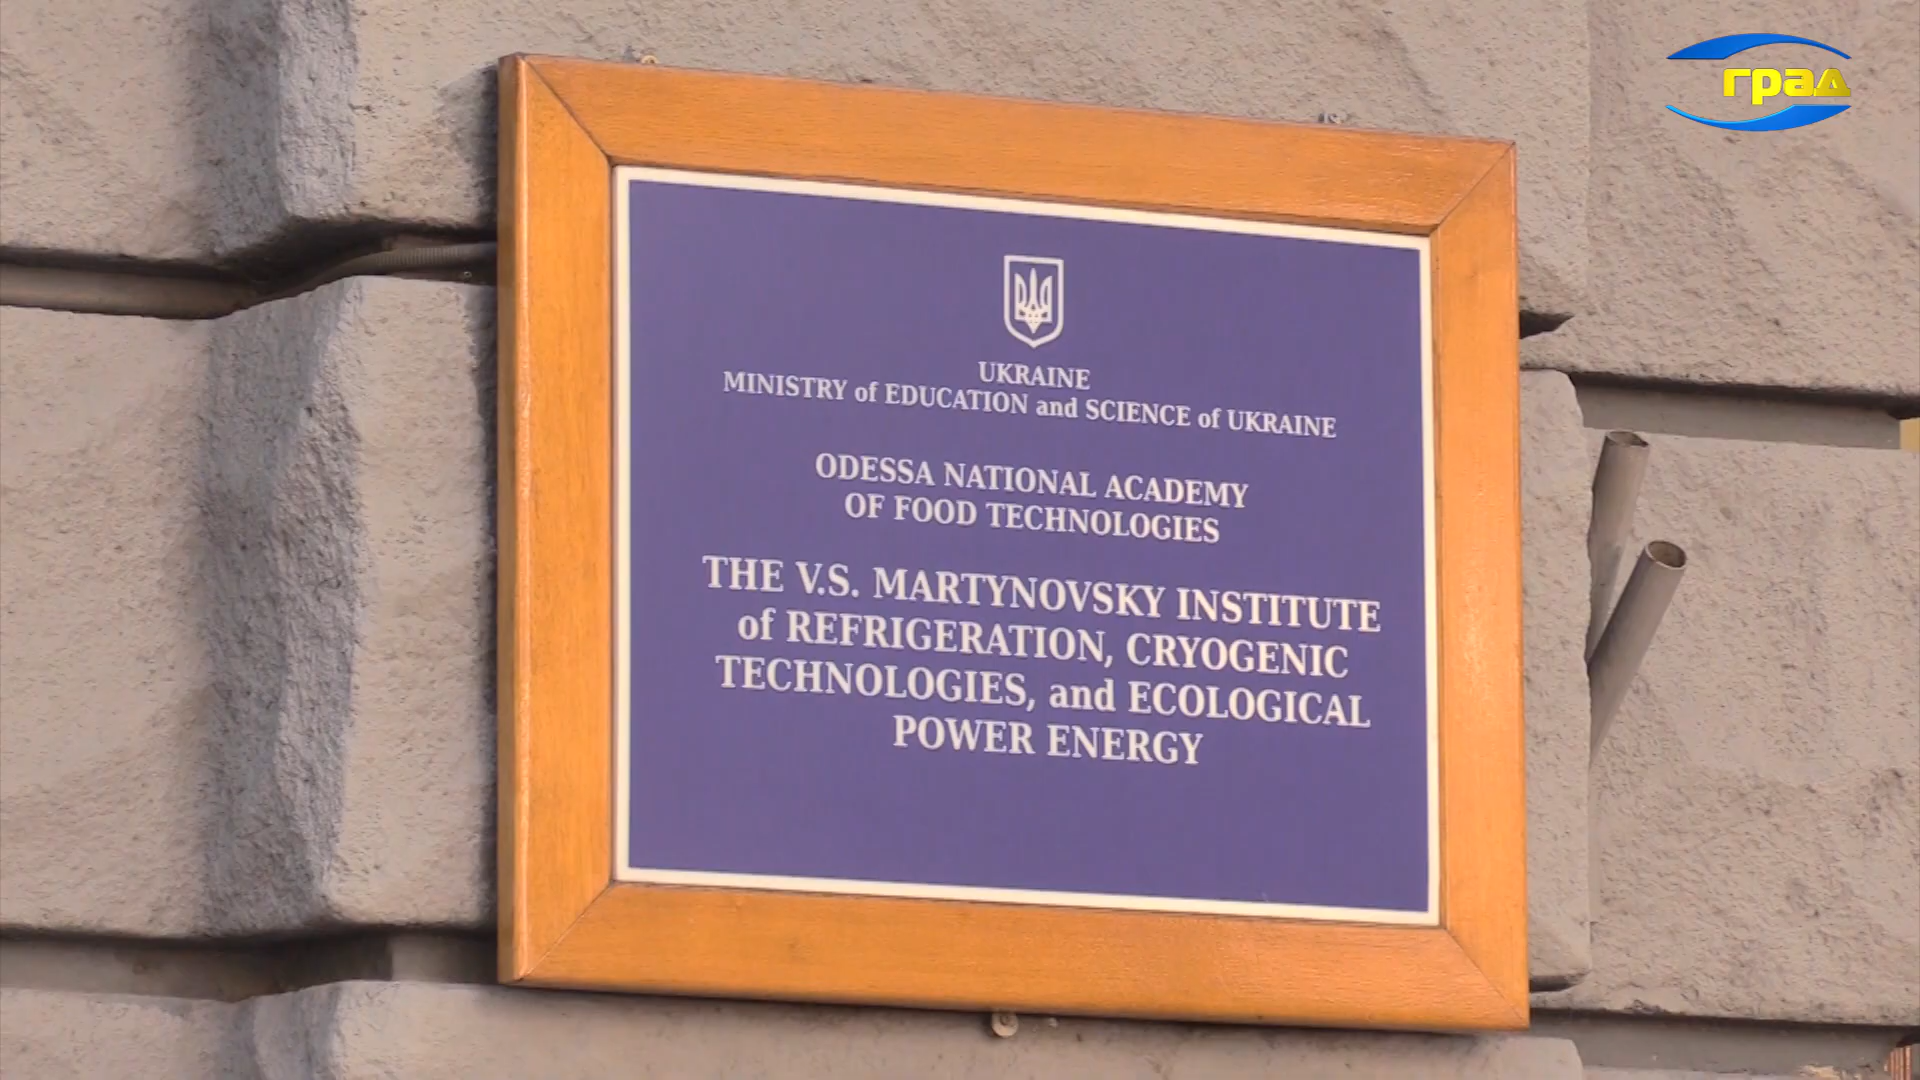 град
UKRAINE
MINISTRY of EDUCATION and SCIENCE of UKRAINE
ODESSA NATIONAL ACADEMY
OF FOOD TECHNOLOGIES
THE V.S. MARTYNOVSKY INSTITUTE
of REFRIGERATION, CRYOGENIC
TECHNOLOGIES, and ECOLOGICAL
POWER ENERGY